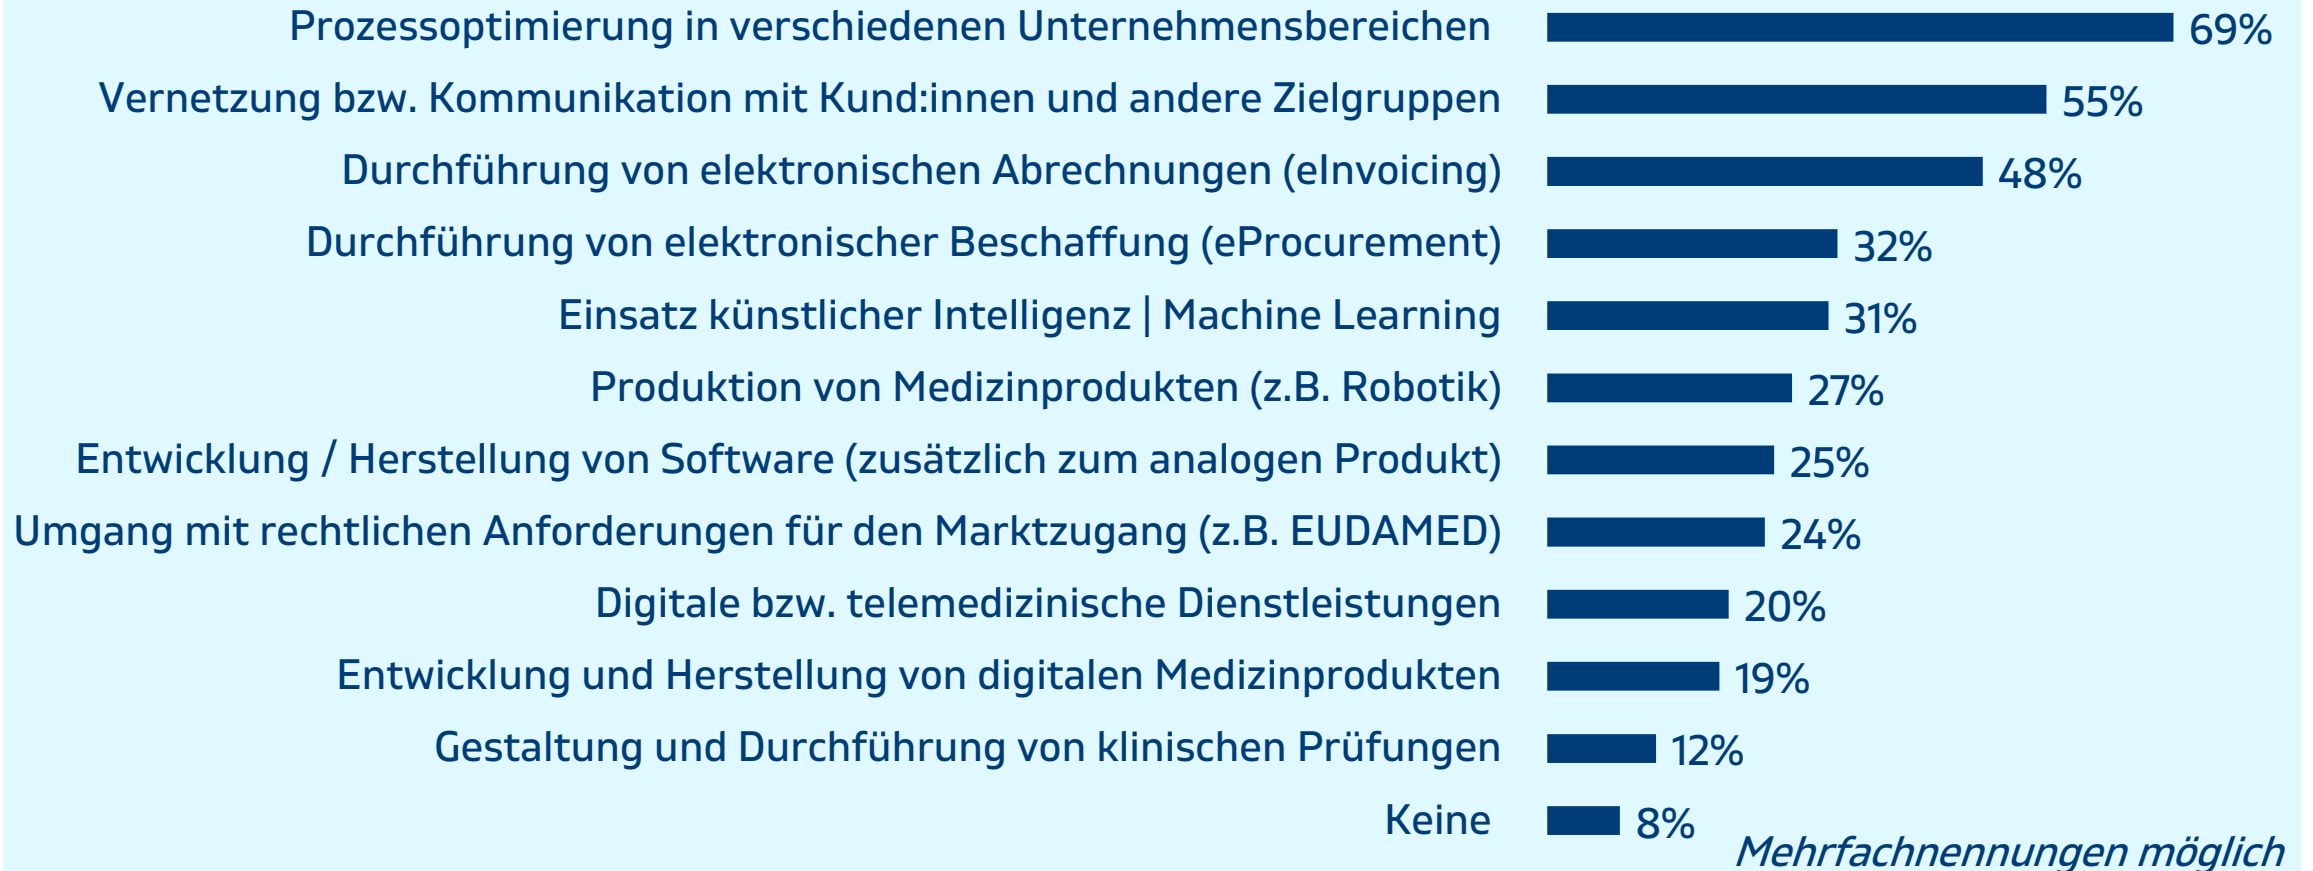 Prozessoptimierung in verschiedenen Unternehmensbereichen 69%
Vernetzung bzw. Kommunikation mit Kund:innen und andere Zielgruppen 55%
Durchführung von elektronischen Abrechnungen (eInvoicing) 48%
Durchführung von elektronischer Beschaffung (eProcurement) 32%
Einsatz künstlicher Intelligenz | Machine Learning 31%
Produktion von Medizinprodukten (z.B. Robotik) 27%
Entwicklung / Herstellung von Software (zusätzlich zum analogen Produkt) 25%
Umgang mit rechtlichen Anforderungen für den Marktzugang (z.B. EUDAMED) 24%
Digitale bzw. telemedizinische Dienstleistungen 20%
Entwicklung und Herstellung von digitalen Medizinprodukten 19%
Gestaltung und Durchführung von klinischen Prüfungen 12%
Keine 8%
Mehrfachnennungen möglich